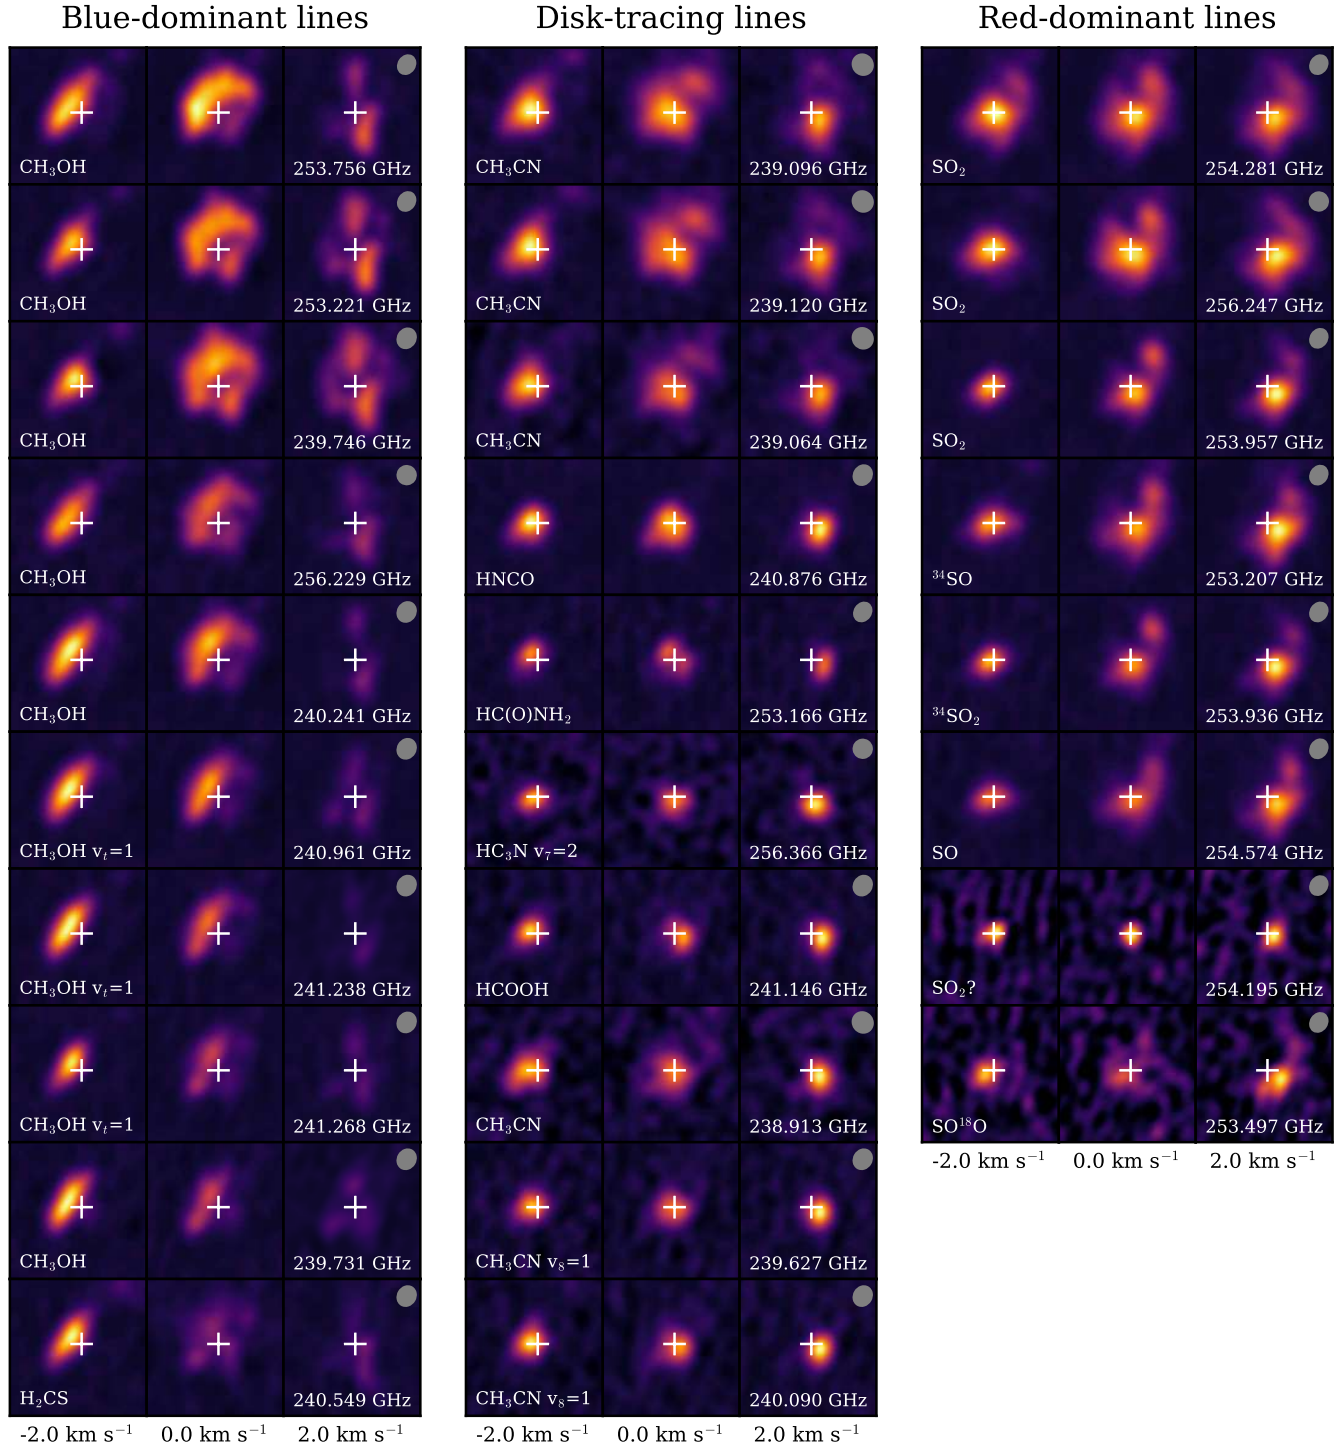 Blue-dominant lines
CH₃OH 253.756 GHz
CH₃OH 253.221 GHz
CH₃OH 239.746 GHz
CH₃OH 256.229 GHz
CH₃OH 240.241 GHz
CH₃OH vₜ=1 240.961 GHz
CH₃OH vₜ=1 241.238 GHz
CH₃OH vₜ=1 241.268 GHz
CH₃OH 239.731 GHz
H₂CS 240.549 GHz
-2.0 km s⁻¹ 0.0 km s⁻¹ 2.0 km s⁻¹
Disk-tracing lines
CH₃CN 239.096 GHz
CH₃CN 239.120 GHz
CH₃CN 239.064 GHz
HNCO 240.876 GHz
HC(O)NH₂ 253.166 GHz
HC₃N v₇=2 256.366 GHz
HCOOH 241.146 GHz
CH₃CN 238.913 GHz
CH₃CN v₈=1 239.627 GHz
CH₃CN v₈=1 240.090 GHz
-2.0 km s⁻¹ 0.0 km s⁻¹ 2.0 km s⁻¹
Red-dominant lines
SO₂ 254.281 GHz
SO₂ 256.247 GHz
SO₂ 253.957 GHz
³⁴SO 253.207 GHz
³⁴SO₂ 253.936 GHz
SO 254.574 GHz
SO₂? 254.195 GHz
SO¹⁸O 253.497 GHz
-2.0 km s⁻¹ 0.0 km s⁻¹ 2.0 km s⁻¹